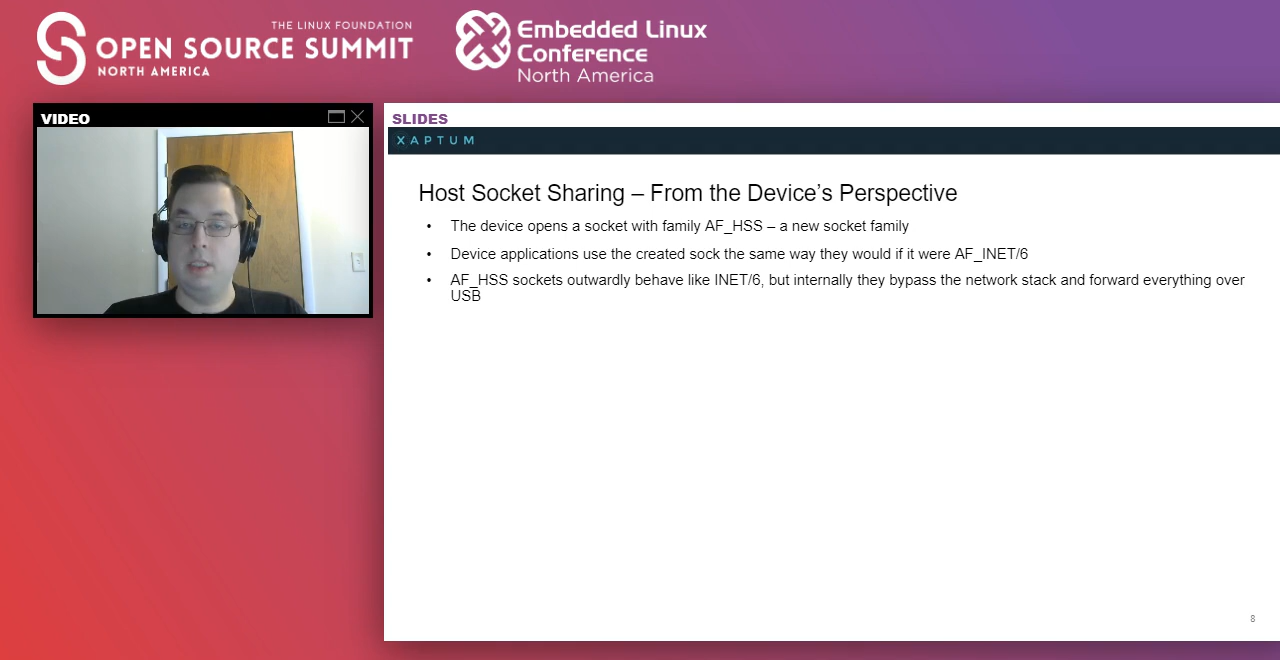 THE LINUX FOUNDATION
OPEN SOURCE SUMMIT
NORTH AMERICA
Embedded Linux
Conference
North America
VIDEO
SLIDES
XAPTUM
Host Socket Sharing – From the Device’s Perspective
• The device opens a socket with family AF_HSS – a new socket family
• Device applications use the created sock the same way they would if it were AF_INET/6
• AF_HSS sockets outwardly behave like INET/6, but internally they bypass the network stack and forward everything over
USB
8